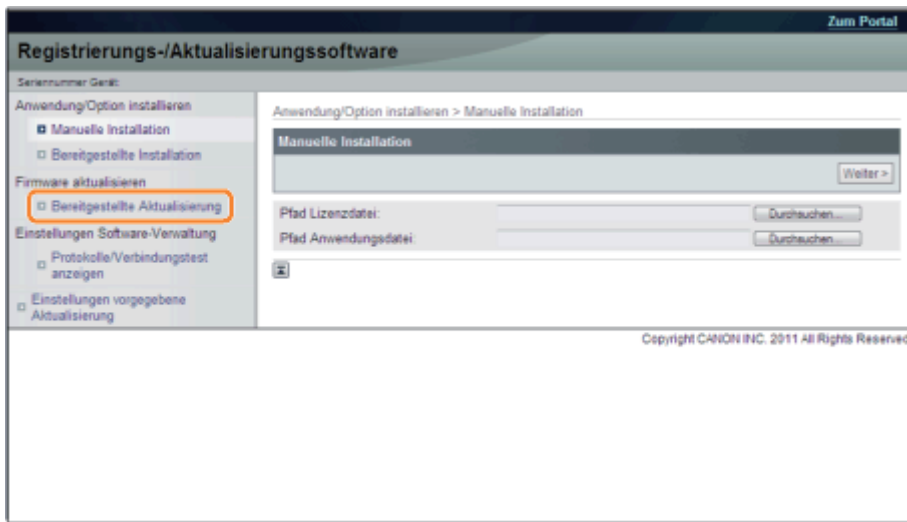 Zum Portal
Registrierungs-/Aktualisierungssoftware
Seriennummer Gerät:
Anwendung/Option installieren
Manuelle Installation
Bereitgestellte Installation
Firmware aktualisieren
Bereitgestellte Aktualisierung
Einstellungen Software-Verwaltung
Protokolle/Verbindungstest
anzeigen
Einstellungen vorgegebene
Aktualisierung
Anwendung/Option installieren > Manuelle Installation
Manuelle Installation
Weiter >
Pfad Lizenzdatei:
Durchsuchen...
Pfad Anwendungsdatei:
Durchsuchen...
Copyright CANON INC. 2011 All Rights Reserved